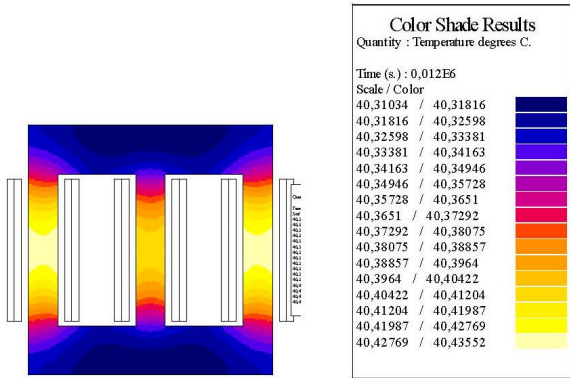 Color Shade Results
Quantity : Temperature degrees C.
Time (s.) : 0,012E6
Scale / Color
40,31034 / 40,31816
40,31816 / 40,32598
40,32598 / 40,33381
40,33381 / 40,34163
40,34163 / 40,34946
40,34946 / 40,35728
40,35728 / 40,3651
40,3651 / 40,37292
40,37292 / 40,38075
40,38075 / 40,38857
40,38857 / 40,3964
40,3964 / 40,40422
40,40422 / 40,41204
40,41204 / 40,41987
40,41987 / 40,42769
40,42769 / 40,43552